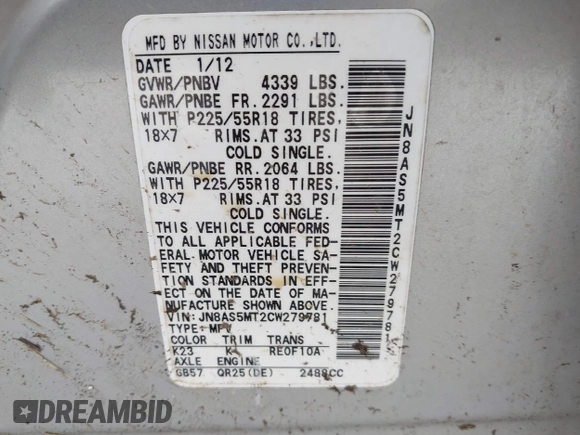 MFD BY NISSAN MOTOR CO.,LTD.
DATE 1/12
GVWR/PNBV 4339 LBS.
GAWR/PNBE FR. 2291 LBS.
WITH P225/55R18 TIRES,
18X7 RIMS.AT 33 PSI
COLD SINGLE.
GAWR/PNBE RR. 2064 LBS.
WITH P225/55R18 TIRES,
18X7 RIMS.AT 33 PSI
COLD SINGLE.
THIS VEHICLE CONFORMS
TO ALL APPLICABLE FED-
ERAL MOTOR VEHICLE SA-
FETY AND THEFT PREVEN-
TION STANDARDS IN EFF-
ECT ON THE DATE OF MA-
NUFACTURE SHOWN ABOVE.
VIN: JN8AS5MT2CW279781
TYPE: MPV
COLOR TRIM TRANS
K23 K RE0F10A
AXLE ENGINE
GB57 QR25(DE) 2488CC
JN8AS5MT2CW279781
DREAMBID